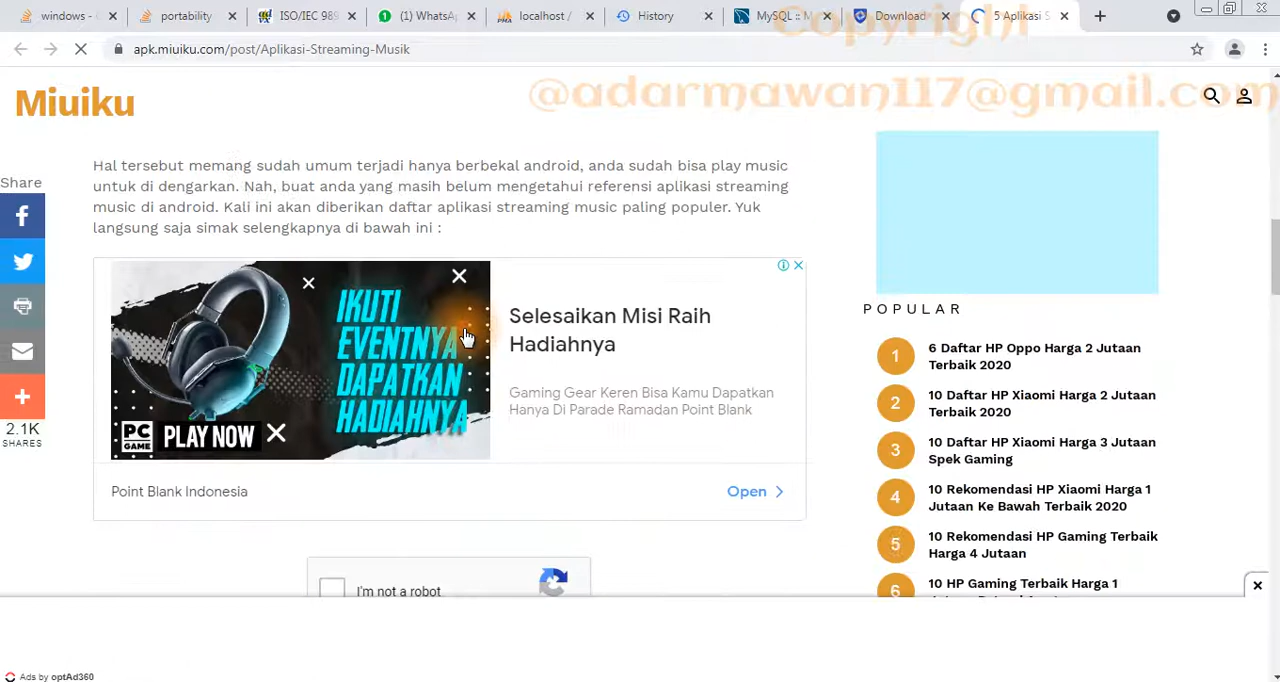 windows -
portability
ISO/IEC 989
(1) WhatsA
localhost /
History
MySQL :: M
Download
5 Aplikasi S
Copyright
apk.miuiku.com/post/Aplikasi-Streaming-Musik
@adarmawan117@gmail.com
Miuiku
Hal tersebut memang sudah umum terjadi hanya berbekal android, anda sudah bisa play music
untuk di dengarkan. Nah, buat anda yang masih belum mengetahui referensi aplikasi streaming
music di android. Kali ini akan diberikan daftar aplikasi streaming music paling populer. Yuk
langsung saja simak selengkapnya di bawah ini :
Share
2.1K
SHARES
IKUTI
EVENTNYA
DAPATKAN
HADIAHNYA
PC
GAME
PLAY NOW
Selesaikan Misi Raih
Hadiahnya
Gaming Gear Keren Bisa Kamu Dapatkan
Hanya Di Parade Ramadan Point Blank
Point Blank Indonesia
Open
I'm not a robot
POPULAR
1
6 Daftar HP Oppo Harga 2 Jutaan
Terbaik 2020
2
10 Daftar HP Xiaomi Harga 2 Jutaan
Terbaik 2020
3
10 Daftar HP Xiaomi Harga 3 Jutaan
Spek Gaming
4
10 Rekomendasi HP Xiaomi Harga 1
Jutaan Ke Bawah Terbaik 2020
5
10 Rekomendasi HP Gaming Terbaik
Harga 4 Jutaan
6
10 HP Gaming Terbaik Harga 1
Ads by optAd360